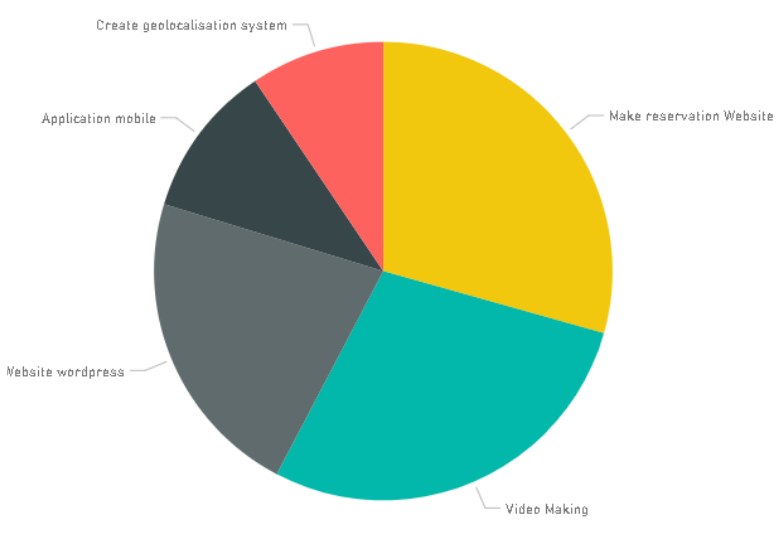 Create geolocalisation system
Make reservation Website
Application mobile
Website wordpress
Video Making